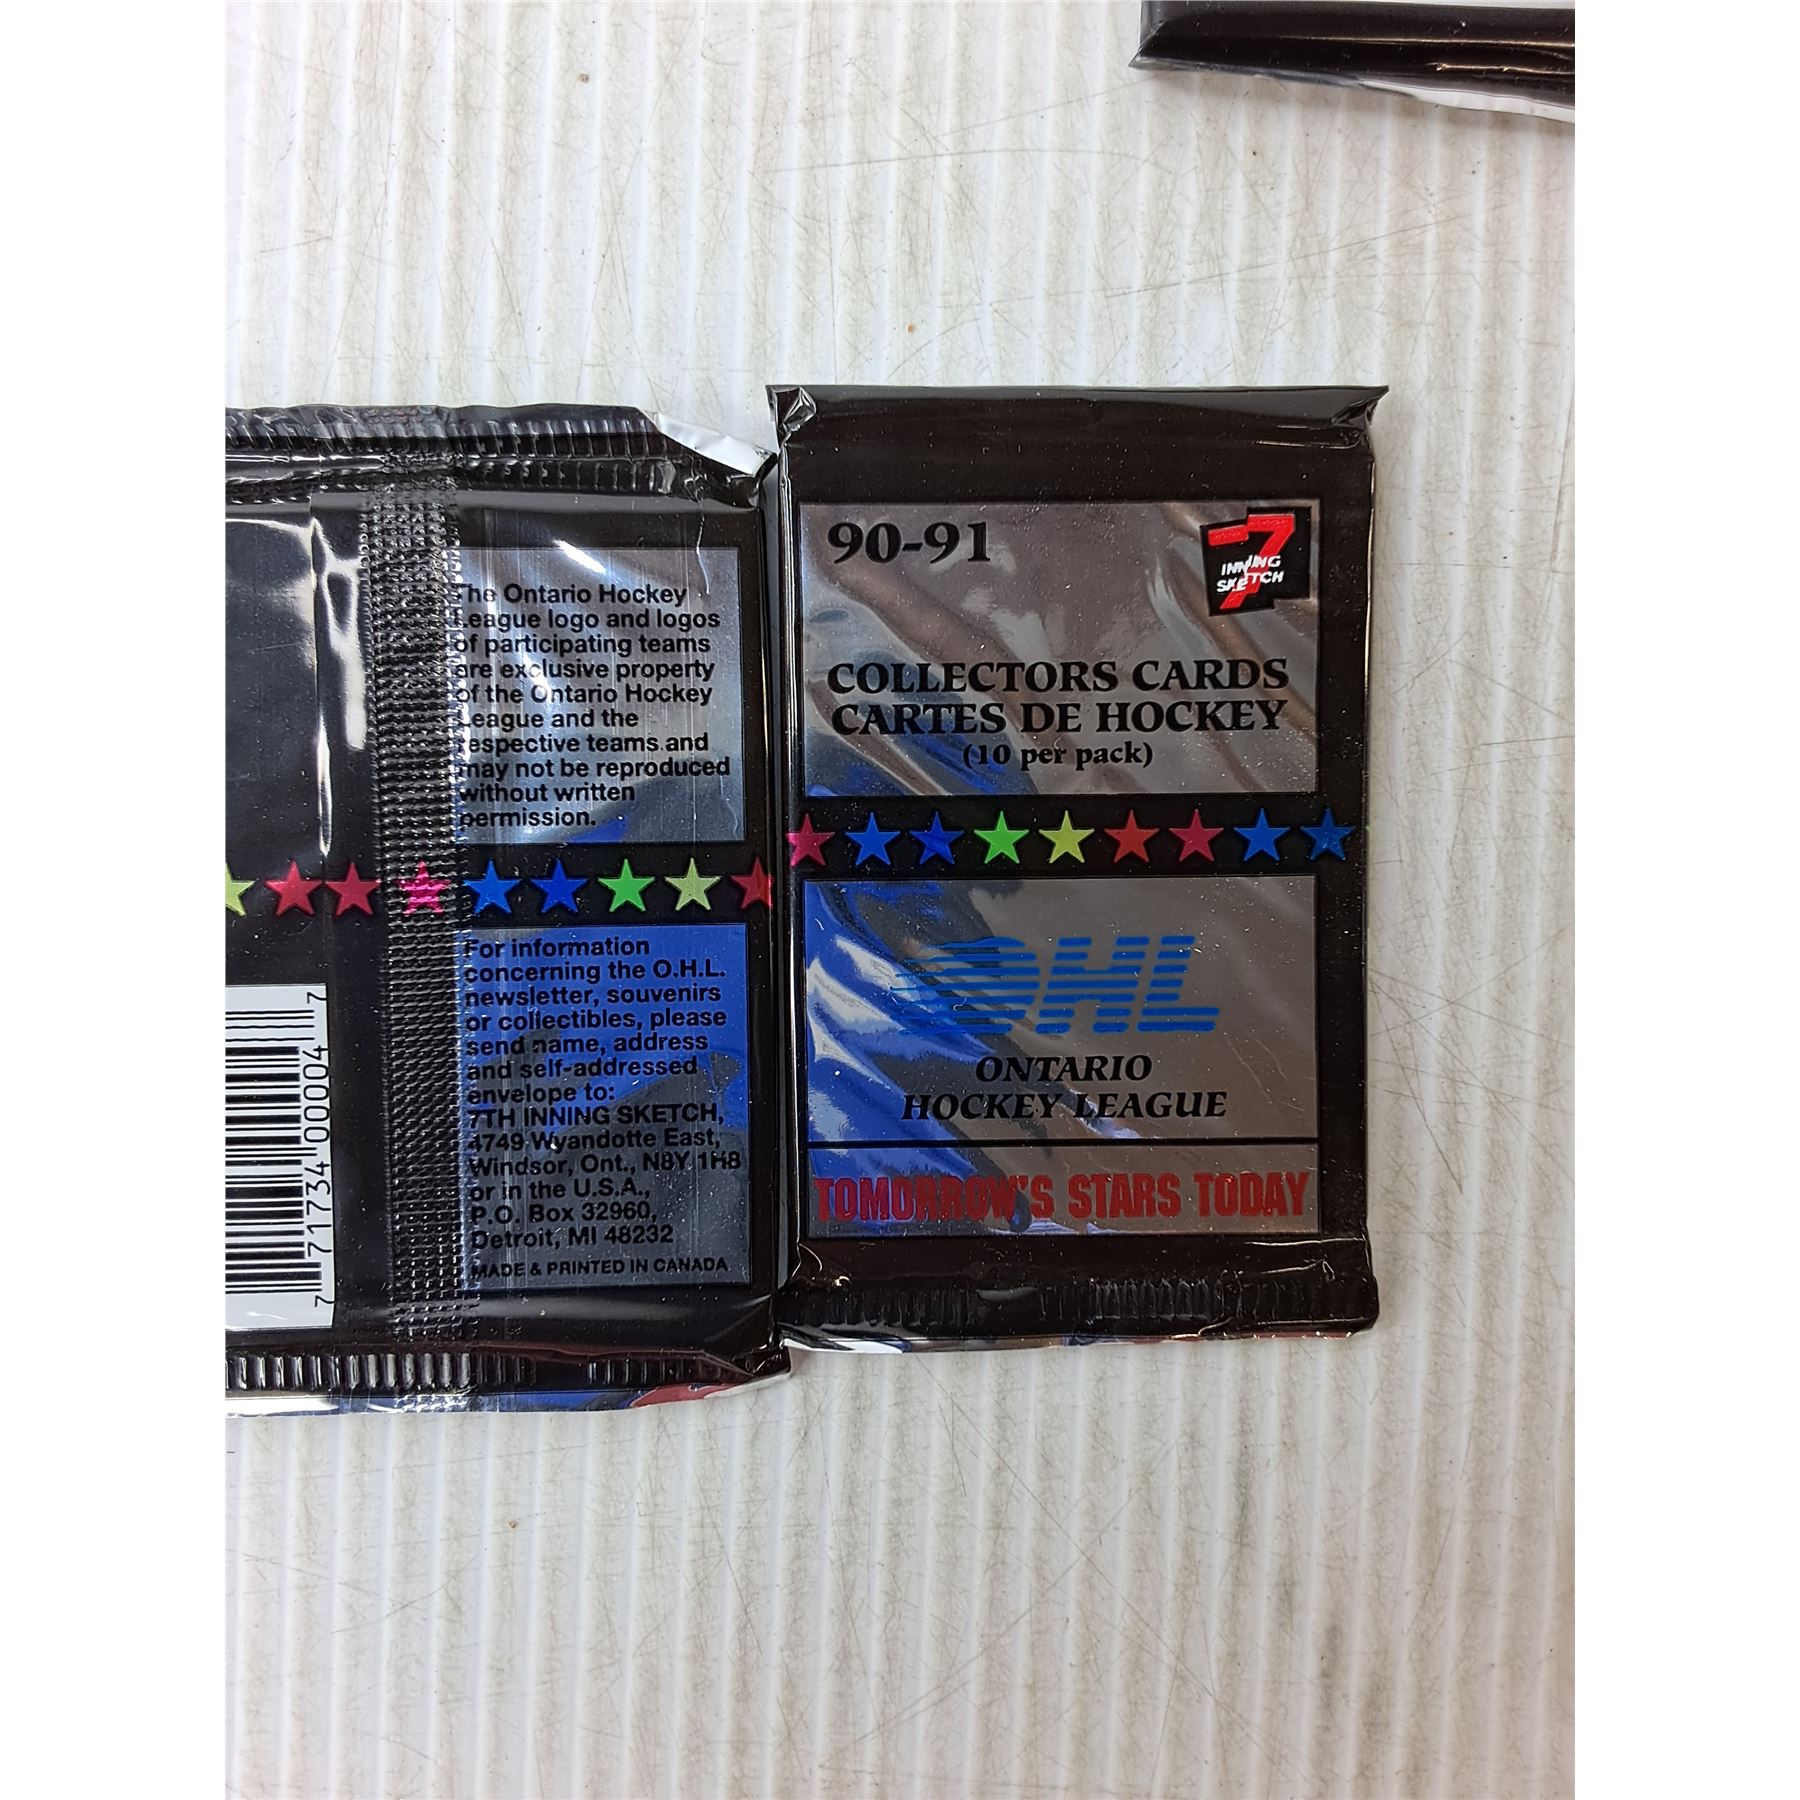 The Ontario Hockey
League logo and logos
of participating teams
are exclusive property
of the Ontario Hockey
League and the
respective teams and
may not be reproduced
without written
permission.
For information
concerning the O.H.L.
newsletter, souvenirs
or collectibles, please
send name, address
and self-addressed
envelope to:
7TH INNING SKETCH,
4749 Wyandotte East,
Windsor, Ont., N8Y 1H8
or in the U.S.A.,
P.O. Box 32960,
Detroit, MI 48232
MADE & PRINTED IN CANADA
7 71734 00004 7
90-91
7
INNING
SKETCH
COLLECTORS CARDS
CARTES DE HOCKEY
(10 per pack)
OHL
ONTARIO
HOCKEY LEAGUE
TOMORROW'S STARS TODAY